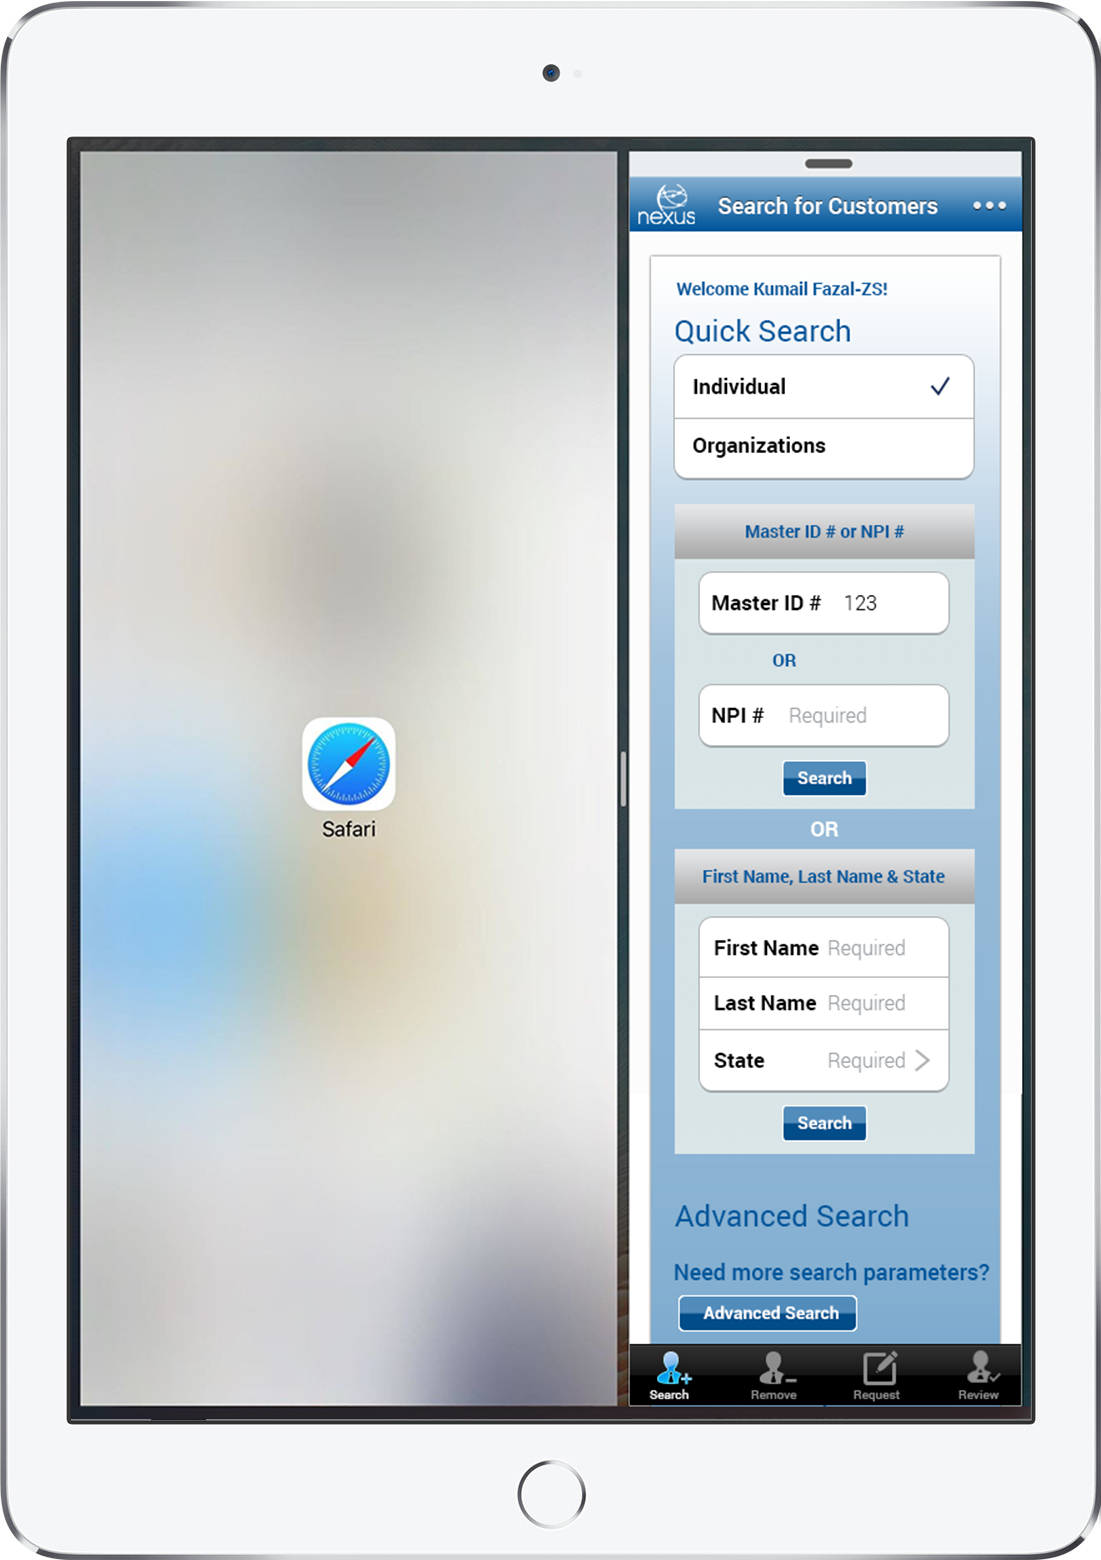 Safari
nexus
Search for Customers
Welcome Kumail Fazal-ZS!
Quick Search
Individual
Organizations
Master ID # or NPI #
Master ID # 123
OR
NPI # Required
Search
OR
First Name, Last Name & State
First Name Required
Last Name Required
State Required
Search
Advanced Search
Need more search parameters?
Advanced Search
Search Remove Request Review